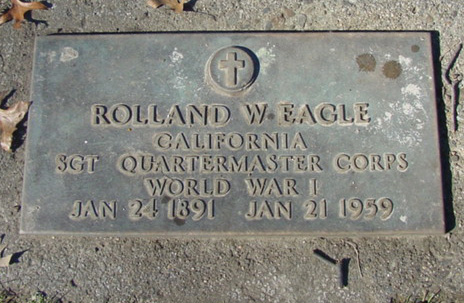 ROLLAND W EAGLE
CALIFORNIA
SGT QUARTERMASTER CORPS
WORLD WAR I
JAN 24 1891 JAN 21 1959